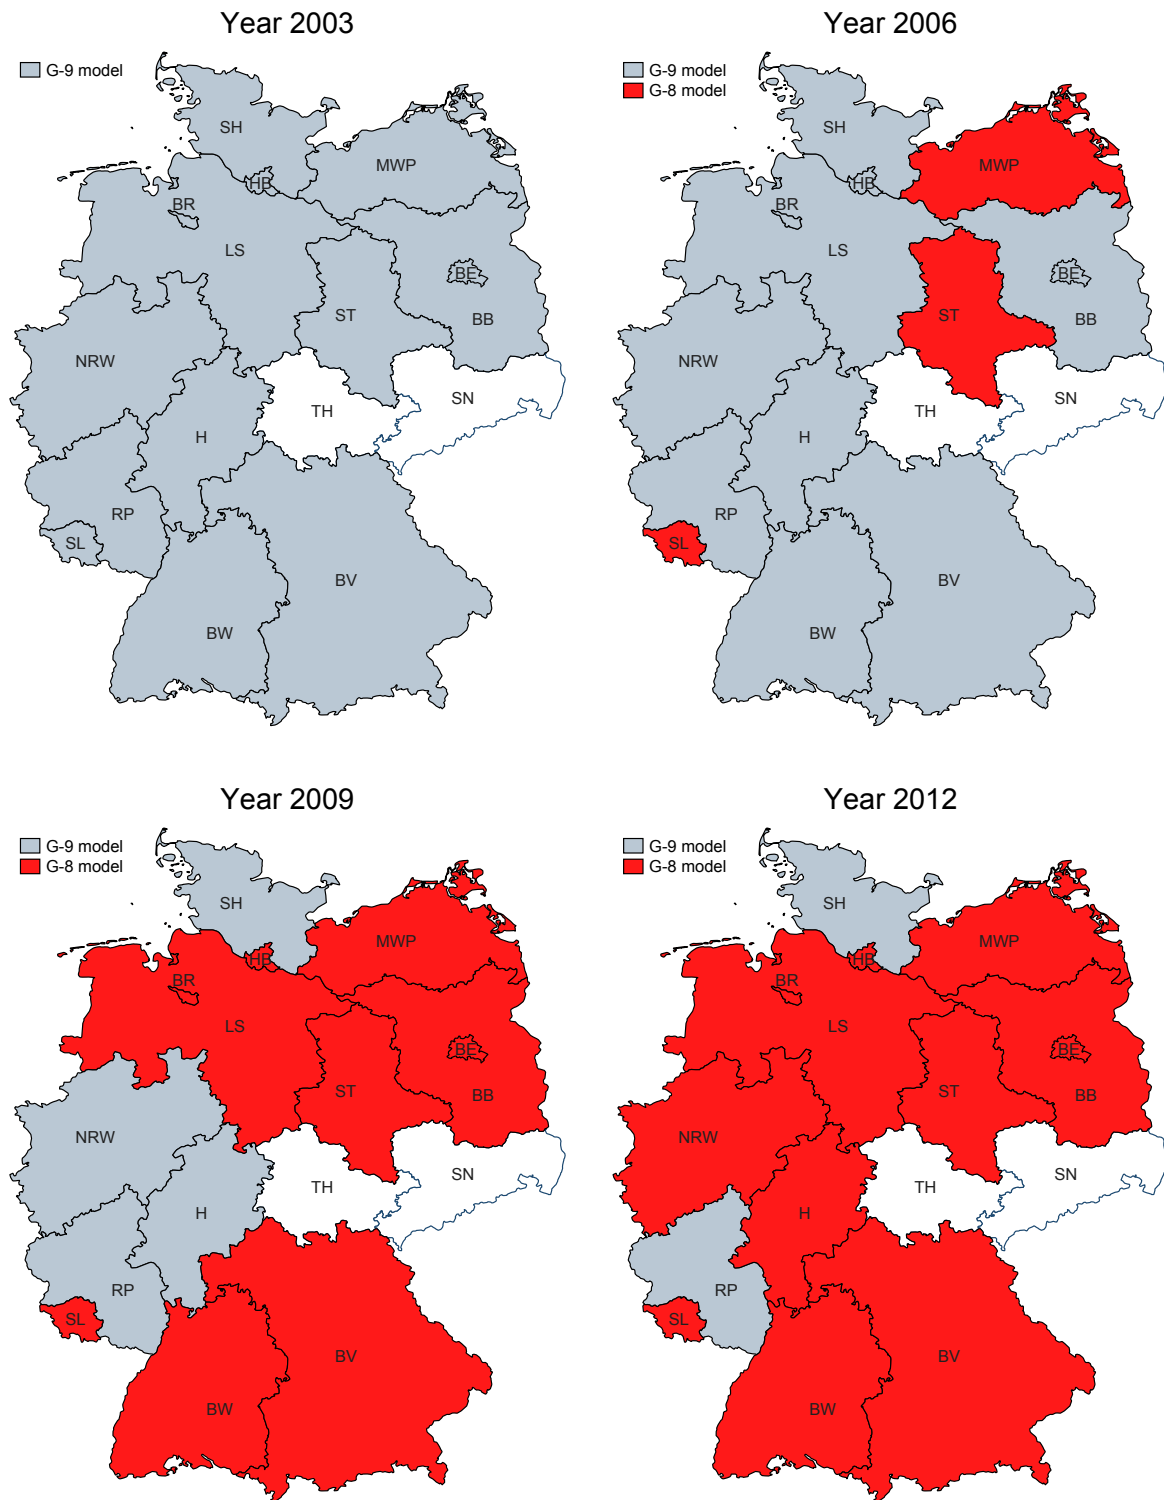 Year 2003
G-9 model
SH
MWP
HB
BR
LS
BE
ST
BB
NRW
SN
TH
H
RP
SL
BV
BW
Year 2006
G-9 model
G-8 model
SH
MWP
HB
BR
LS
BE
ST
BB
NRW
SN
TH
H
RP
SL
BV
BW
Year 2009
G-9 model
G-8 model
SH
MWP
HB
BR
LS
BE
ST
BB
NRW
SN
TH
H
RP
SL
BV
BW
Year 2012
G-9 model
G-8 model
SH
MWP
HB
BR
LS
BE
ST
BB
NRW
SN
TH
H
RP
SL
BV
BW